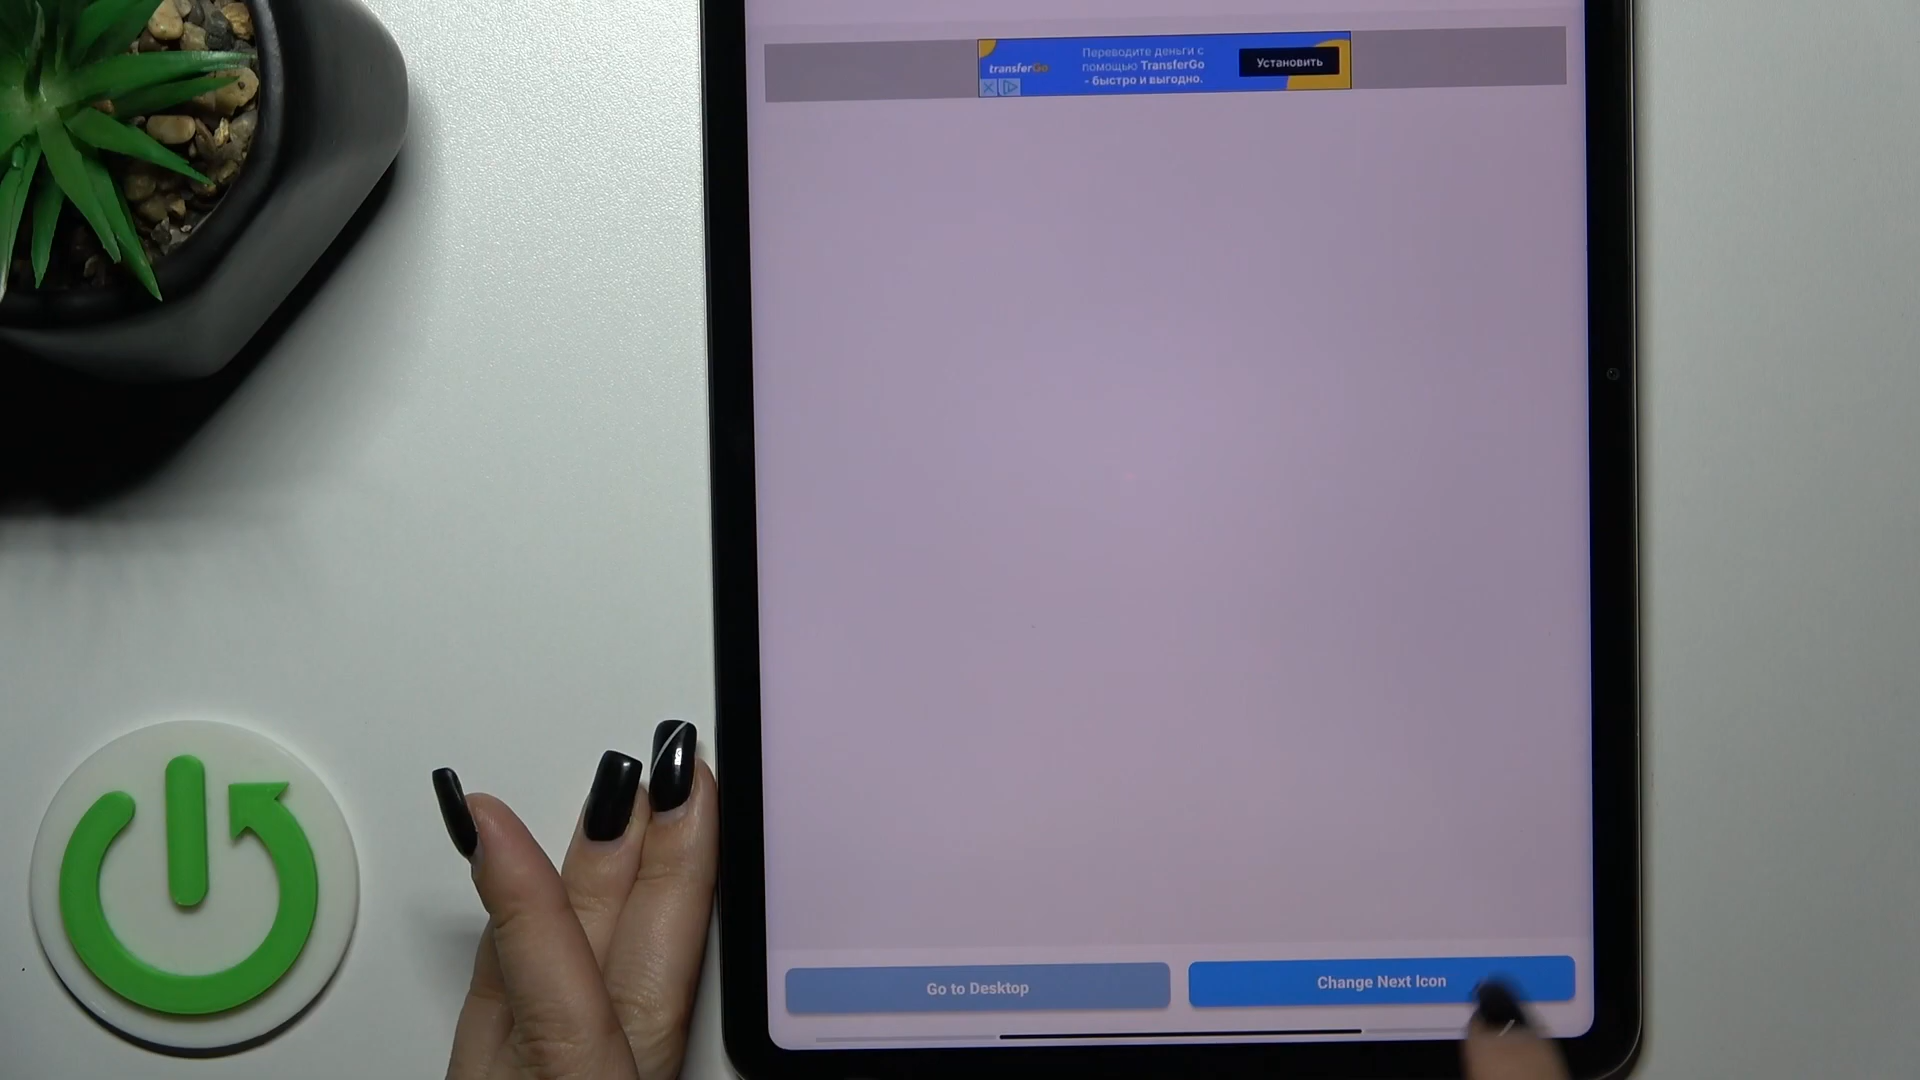 transferGo
Переводите деньги с
помощью TransferGo
- быстро и выгодно.
Установить
Go to Desktop
Change Next Icon